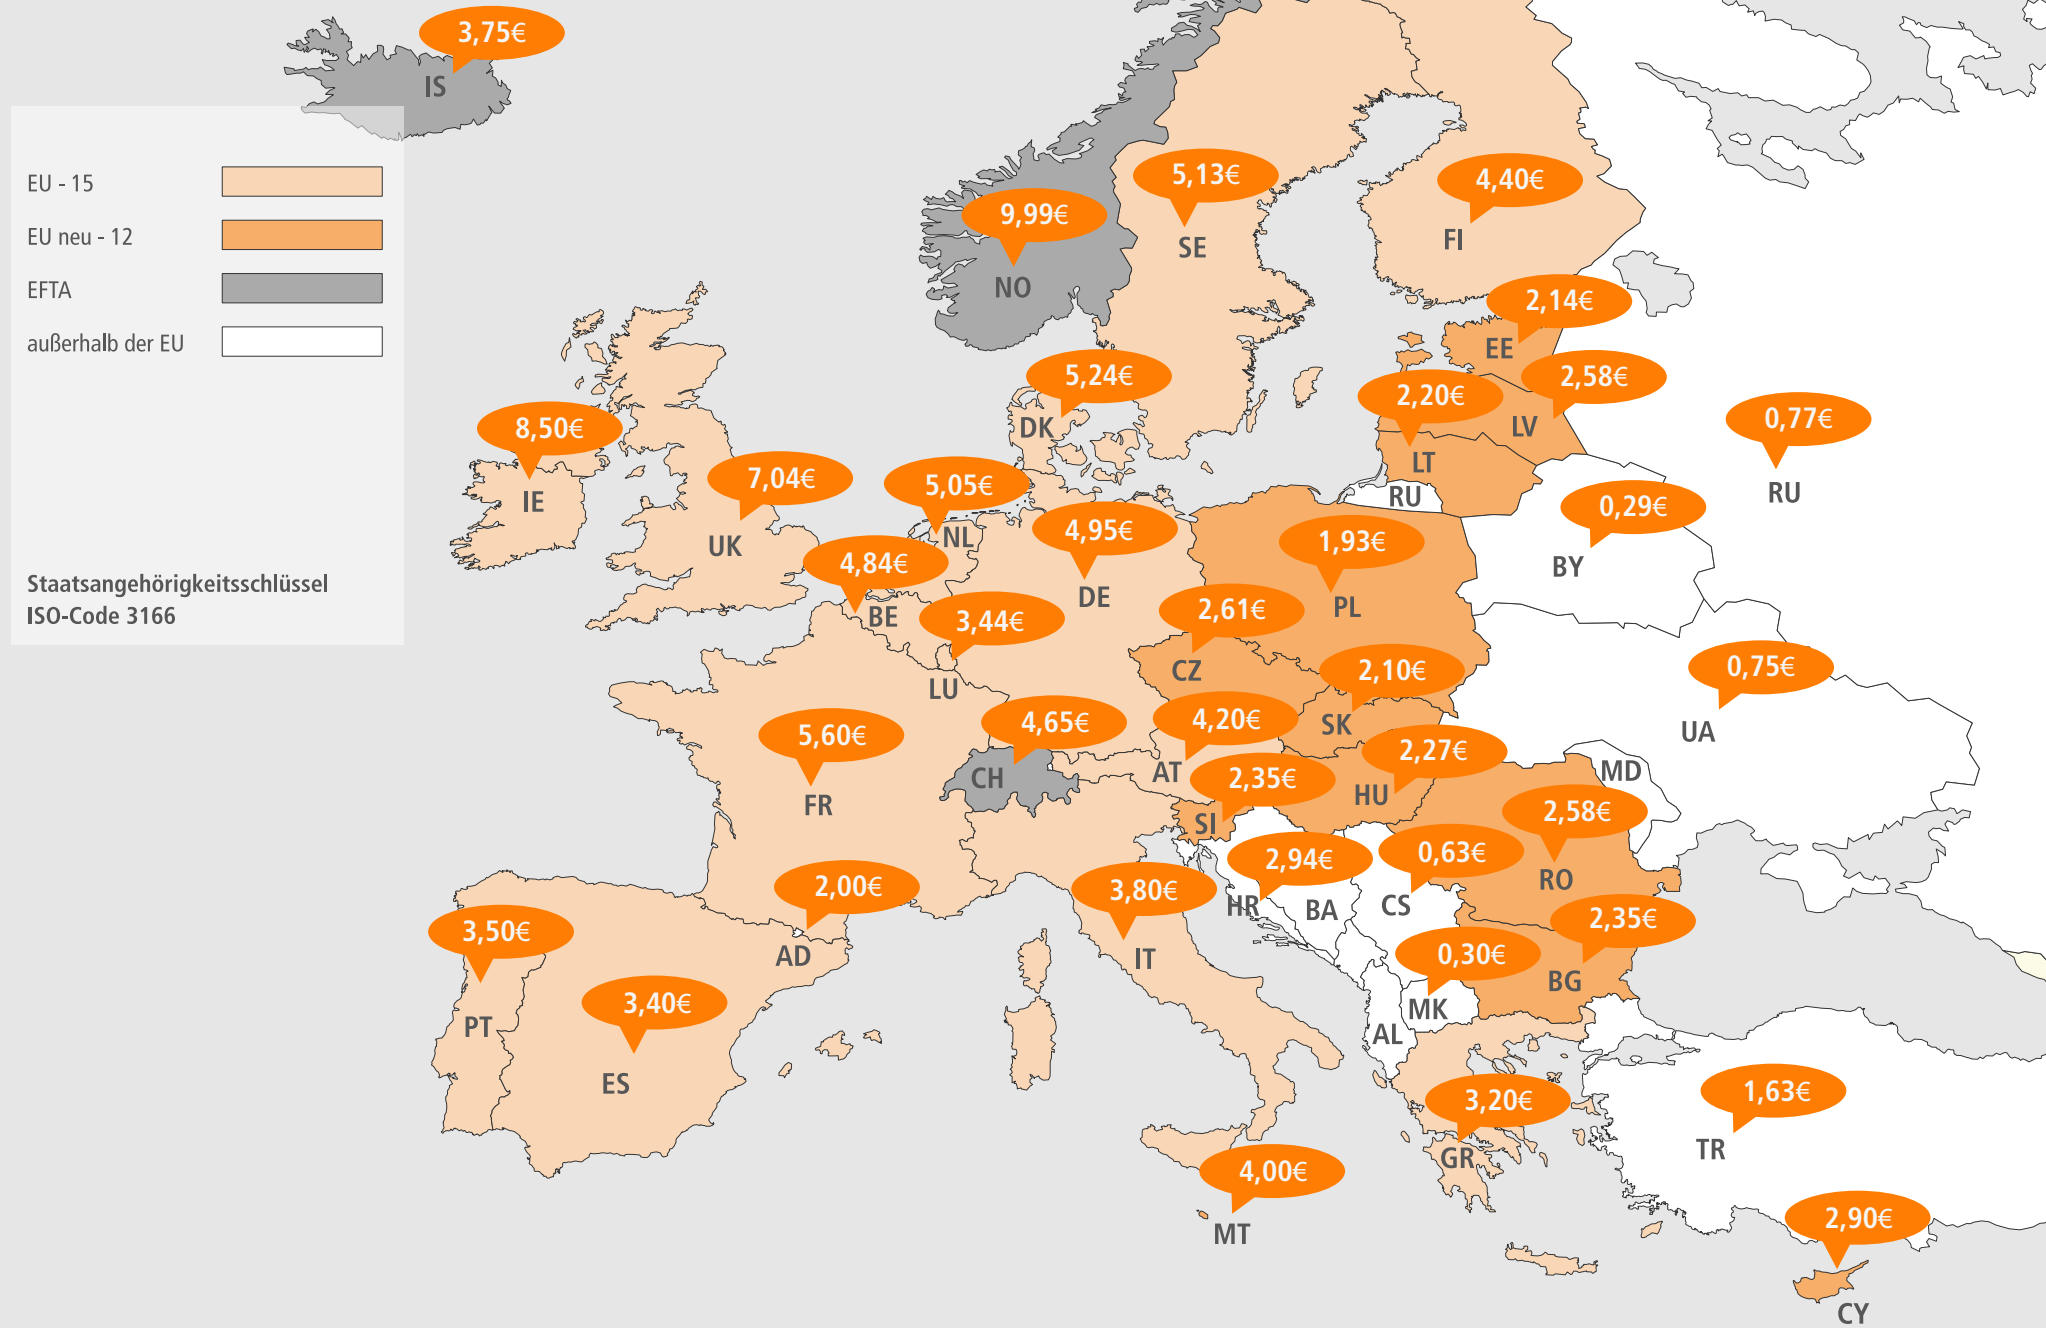 3,75€
IS
EU - 15
EU neu - 12
EFTA
außerhalb der EU
Staatsangehörigkeitsschlüssel
ISO-Code 3166
5,13€
SE
4,40€
FI
9,99€
NO
2,14€
EE
2,58€
LV
2,20€
LT
5,24€
DK
0,77€
RU
8,50€
IE
7,04€
UK
5,05€
NL
4,95€
DE
RU
0,29€
BY
1,93€
PL
4,84€
BE
3,44€
LU
2,61€
CZ
2,10€
SK
0,75€
UA
5,60€
FR
4,65€
CH
4,20€
AT
2,27€
HU
MD
2,35€
SI
2,58€
RO
2,94€
HR
BA
0,63€
CS
2,00€
AD
3,80€
IT
3,50€
PT
2,35€
BG
0,30€
MK
AL
3,40€
ES
3,20€
GR
1,63€
TR
4,00€
MT
2,90€
CY